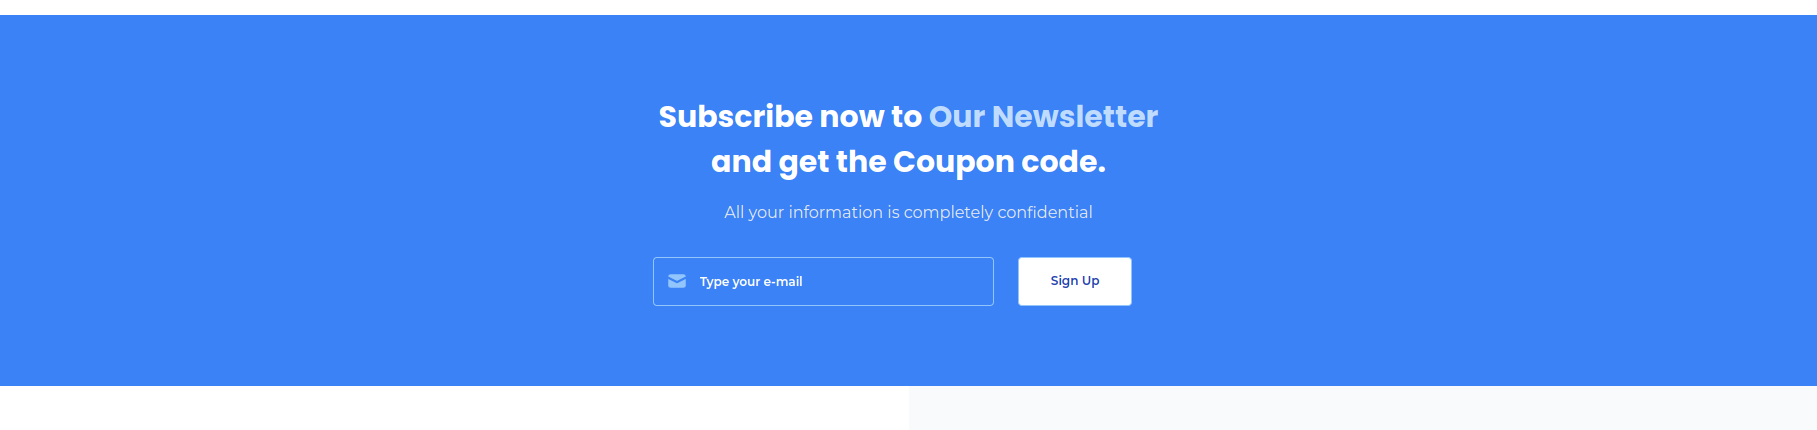 Subscribe now to Our Newsletter
and get the Coupon code.
All your information is completely confidential
Type your e-mail
Sign Up